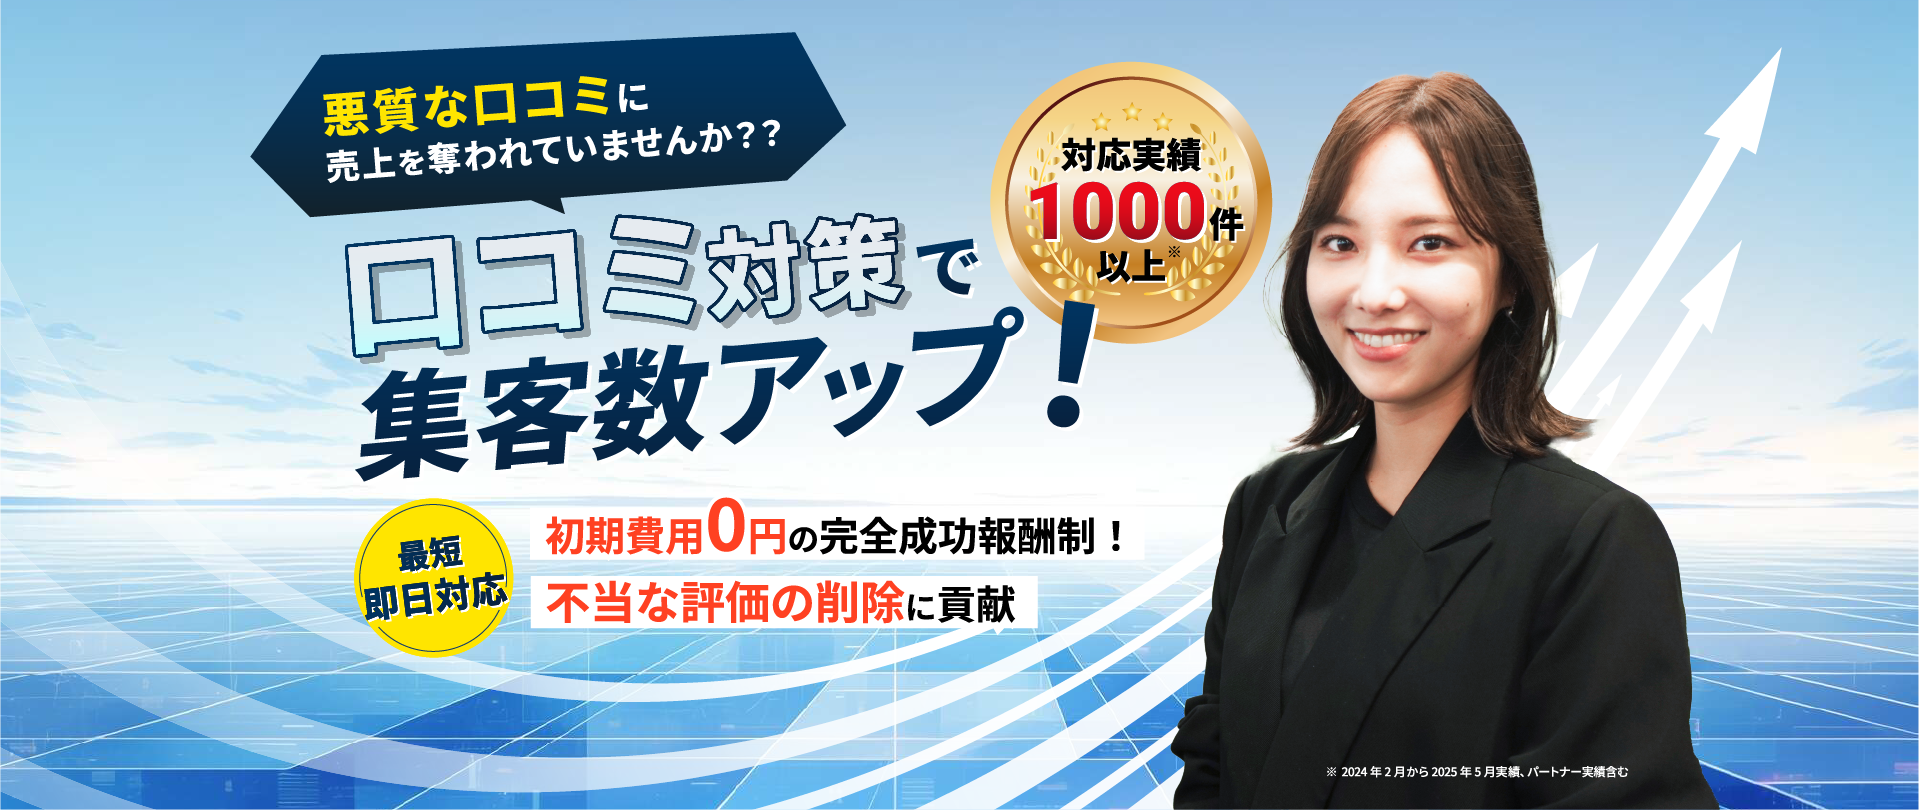 悪質な口コミに
売上を奪われていませんか？？
口コミ対策で
集客数アップ！
対応実績
1000件
以上※
最短
即日対応
初期費用0円の完全成功報酬制！
不当な評価の削除に貢献
※ 2024年2月から2025年5月実績、パートナー実績含む